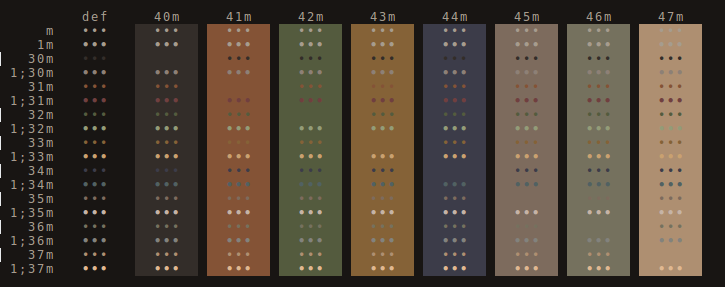 def 40m 41m 42m 43m 44m 45m 46m 47m
m ••• ••• ••• ••• ••• ••• ••• ••• •••
1m ••• ••• ••• ••• ••• ••• ••• ••• •••
30m ••• ••• ••• ••• ••• ••• ••• ••• •••
1;30m ••• ••• ••• ••• ••• ••• ••• ••• •••
31m ••• ••• ••• ••• ••• ••• ••• ••• •••
1;31m ••• ••• ••• ••• ••• ••• ••• ••• •••
32m ••• ••• ••• ••• ••• ••• ••• ••• •••
1;32m ••• ••• ••• ••• ••• ••• ••• ••• •••
33m ••• ••• ••• ••• ••• ••• ••• ••• •••
1;33m ••• ••• ••• ••• ••• ••• ••• ••• •••
34m ••• ••• ••• ••• ••• ••• ••• ••• •••
1;34m ••• ••• ••• ••• ••• ••• ••• ••• •••
35m ••• ••• ••• ••• ••• ••• ••• ••• •••
1;35m ••• ••• ••• ••• ••• ••• ••• ••• •••
36m ••• ••• ••• ••• ••• ••• ••• ••• •••
1;36m ••• ••• ••• ••• ••• ••• ••• ••• •••
37m ••• ••• ••• ••• ••• ••• ••• ••• •••
1;37m ••• ••• ••• ••• ••• ••• ••• ••• •••